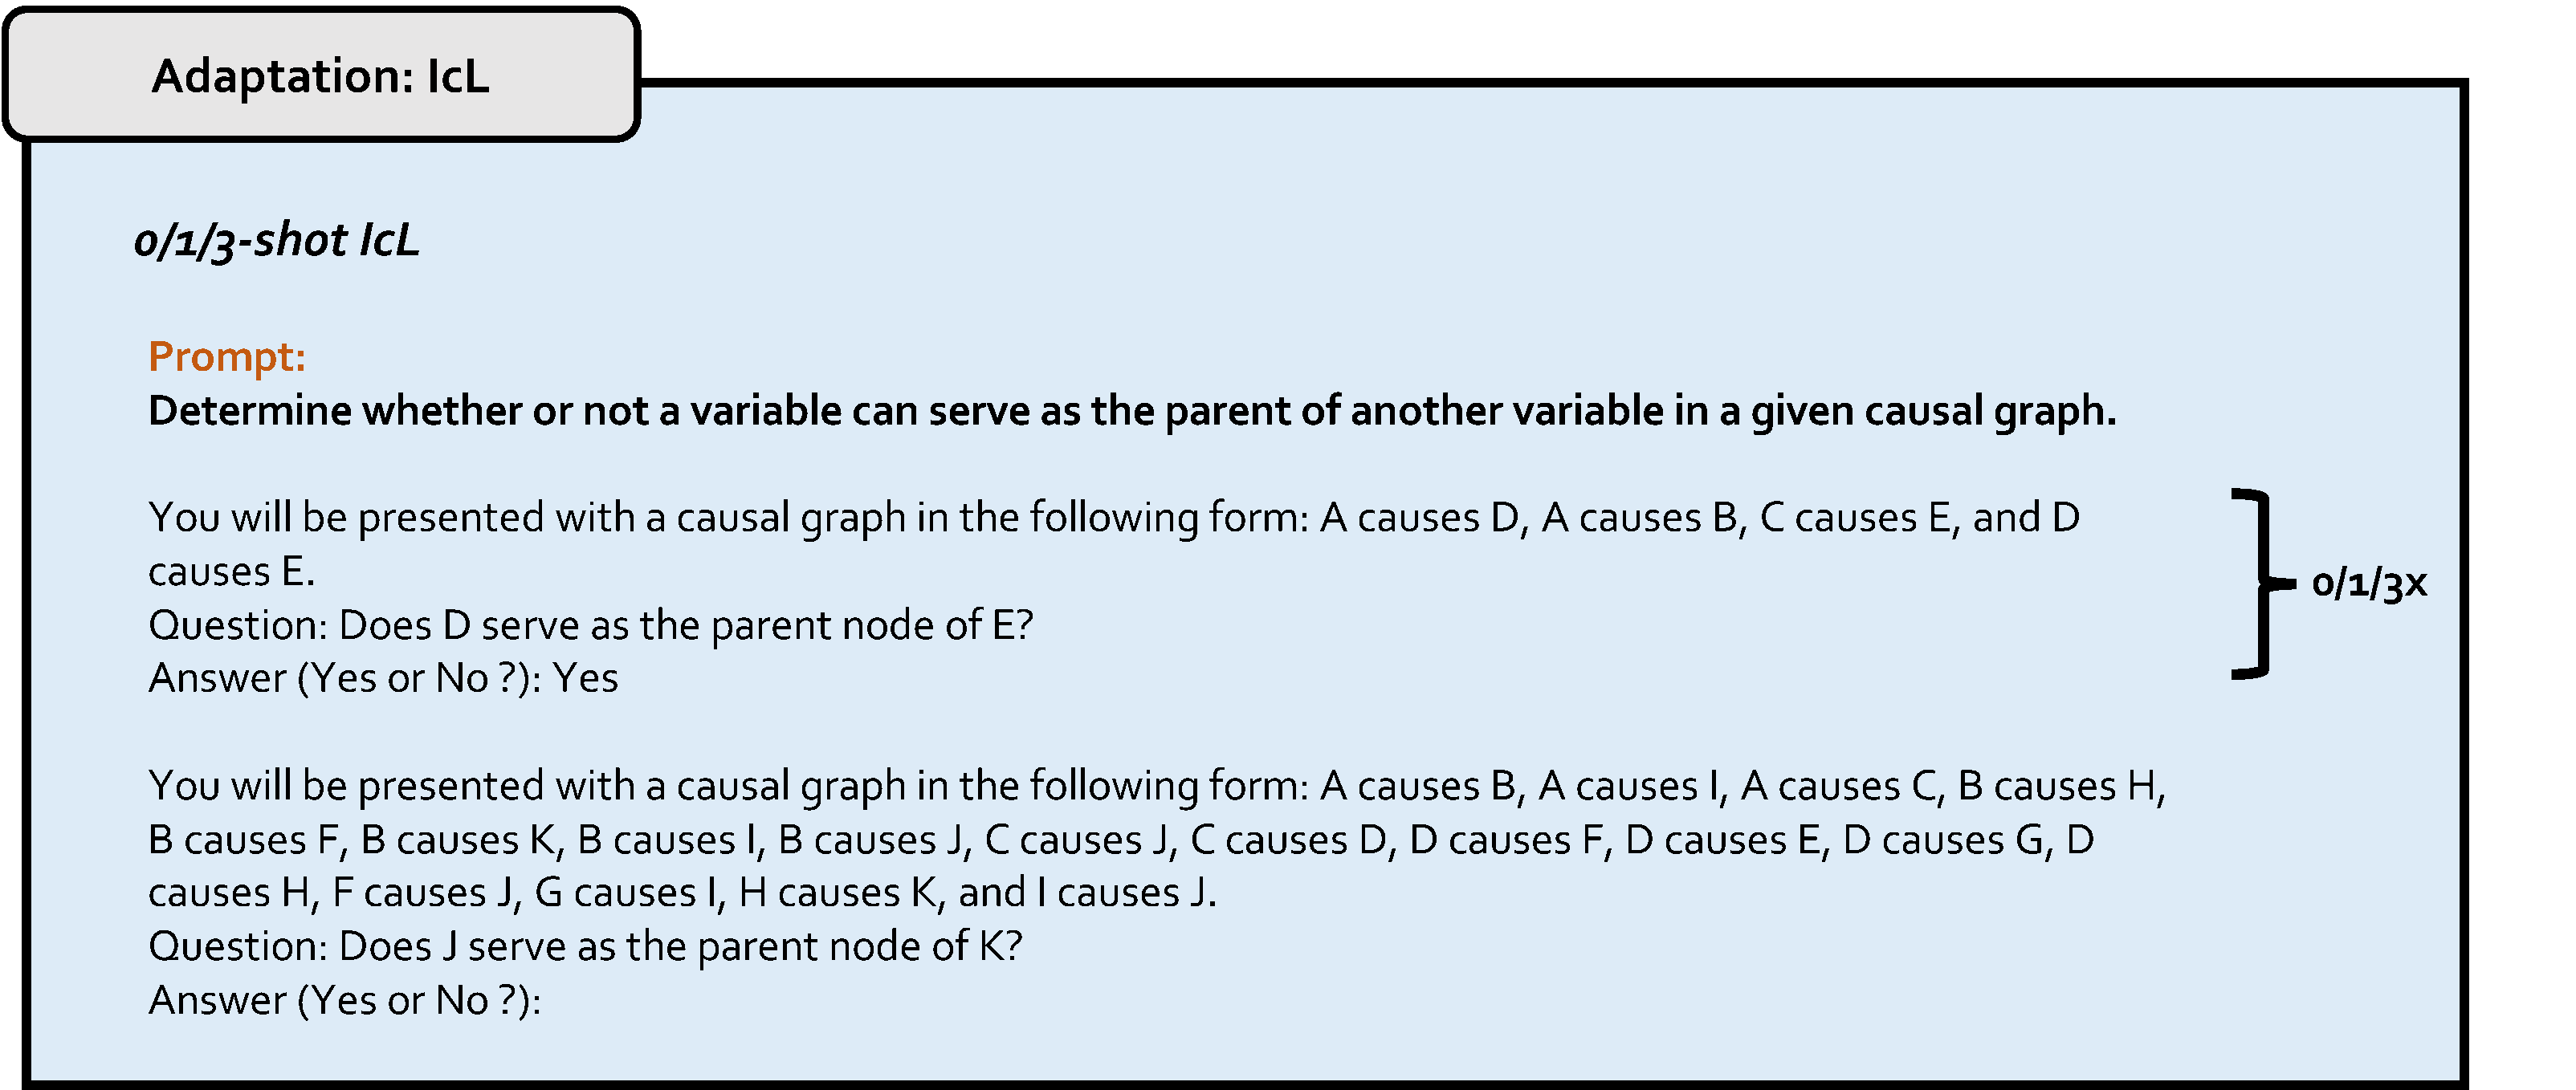 Adaptation: IcL
0/1/3-shot IcL
Prompt:
Determine whether or not a variable can serve as the parent of another variable in a given causal graph.
You will be presented with a causal graph in the following form: A causes D, A causes B, C causes E, and D
causes E.
Question: Does D serve as the parent node of E?
Answer (Yes or No ?): Yes
0/1/3x
You will be presented with a causal graph in the following form: A causes B, A causes I, A causes C, B causes H,
B causes F, B causes K, B causes I, B causes J, C causes J, C causes D, D causes F, D causes E, D causes G, D
causes H, F causes J, G causes I, H causes K, and I causes J.
Question: Does J serve as the parent node of K?
Answer (Yes or No ?):